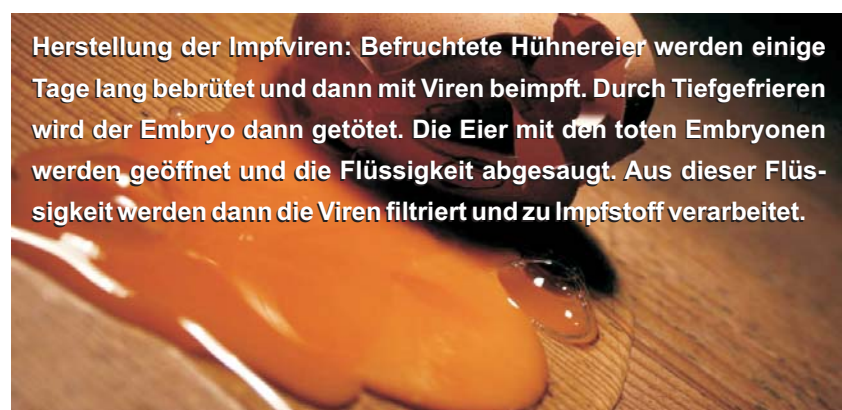 Herstellung der Impfviren: Befruchtete Hühnereier werden einige
Tage lang bebrütet und dann mit Viren beimpft. Durch Tiefgefrieren
wird der Embryo dann getötet. Die Eier mit den toten Embryonen
werden geöffnet und die Flüssigkeit abgesaugt. Aus dieser Flüs-
sigkeit werden dann die Viren filtriert und zu Impfstoff verarbeitet.